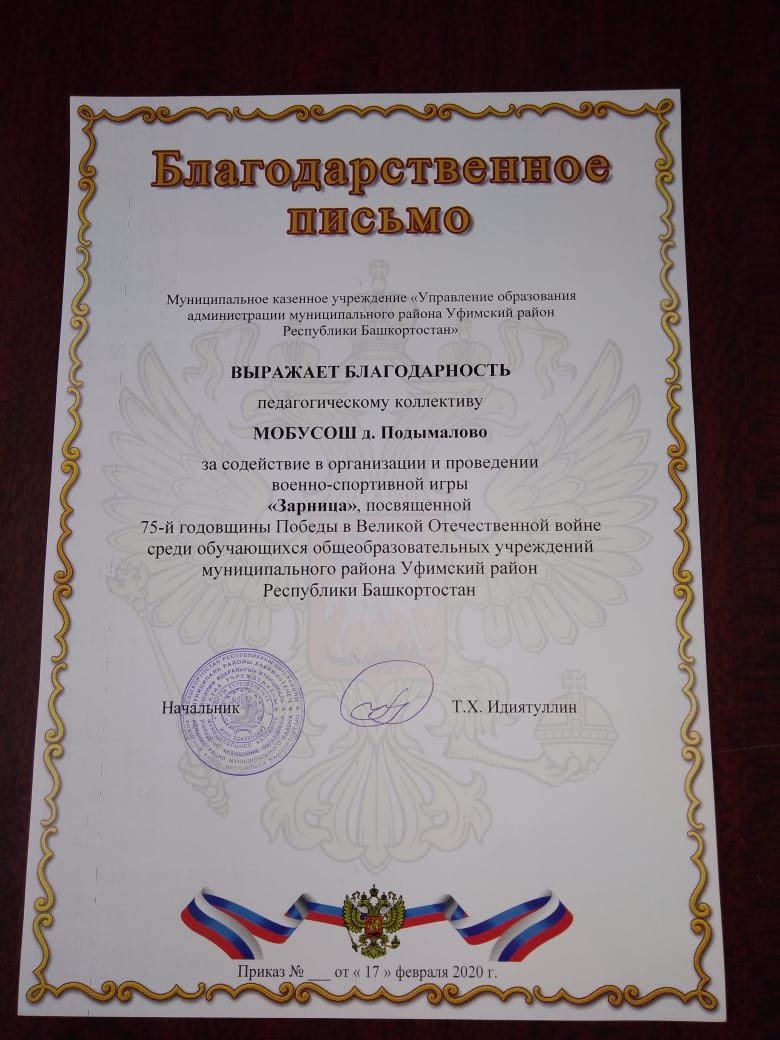 Благодарственное
письмо
Муниципальное казенное учреждение «Управление образования
администрации муниципального района Уфимский район
Республики Башкортостан»
ВЫРАЖАЕТ БЛАГОДАРНОСТЬ
педагогическому коллективу
МОБУСОШ д. Подымалово
за содействие в организации и проведении
военно-спортивной игры
«Зарница», посвященной
75-й годовщины Победы в Великой Отечественной войне
среди обучающихся общеобразовательных учреждений
муниципального района Уфимский район
Республики Башкортостан
Начальник
Т.Х. Идиятуллин
Приказ № ___ от « 17 » февраля 2020 г.